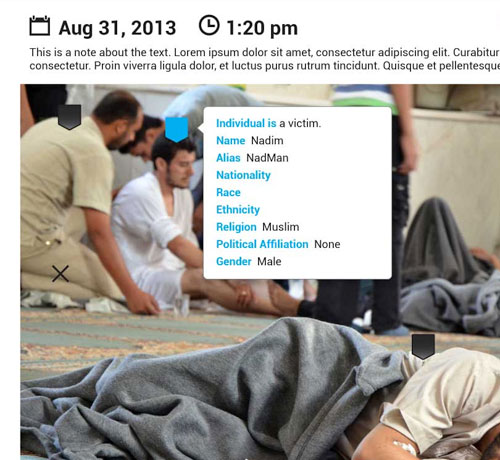 Aug 31, 2013 1:20 pm
This is a note about the text. Lorem ipsum dolor sit amet, consectetur adipiscing elit. Curabitur
consectetur. Proin viverra ligula dolor, et luctus purus rutrum tincidunt. Quisque et pellentesque
Individual is a victim.
Name Nadim
Alias NadMan
Nationality
Race
Ethnicity
Religion Muslim
Political Affiliation None
Gender Male